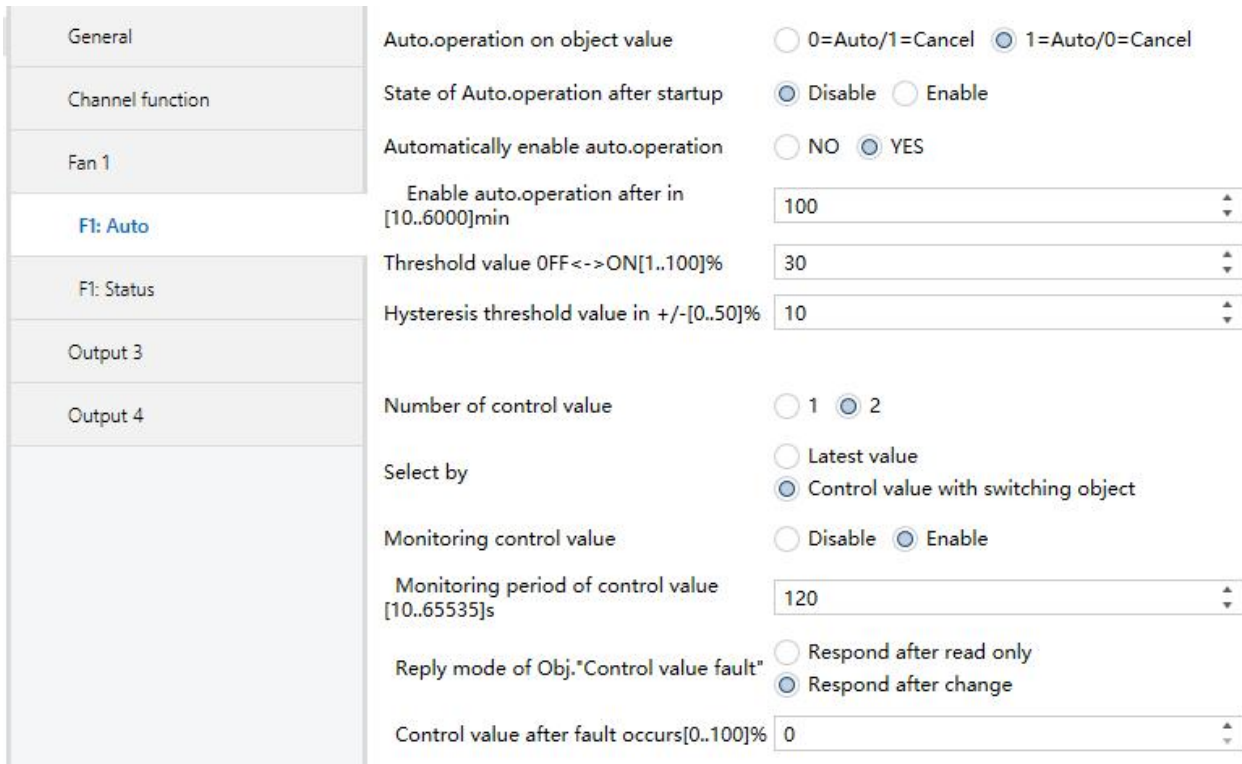 General
Channel function
Fan 1
F1: Auto
F1: Status
Output 3
Output 4
Auto.operation on object value
0=Auto/1=Cancel 1=Auto/0=Cancel
State of Auto.operation after startup
Disable Enable
Automatically enable auto.operation
NO YES
Enable auto.operation after in
[10..6000]min
100
Threshold value 0FF<->ON[1..100]%
30
Hysteresis threshold value in +/-[0..50]%
10
Number of control value
1 2
Select by
Latest value
Control value with switching object
Monitoring control value
Disable Enable
Monitoring period of control value
[10..65535]s
120
Reply mode of Obj."Control value fault"
Respond after read only
Respond after change
Control value after fault occurs[0..100]%
0